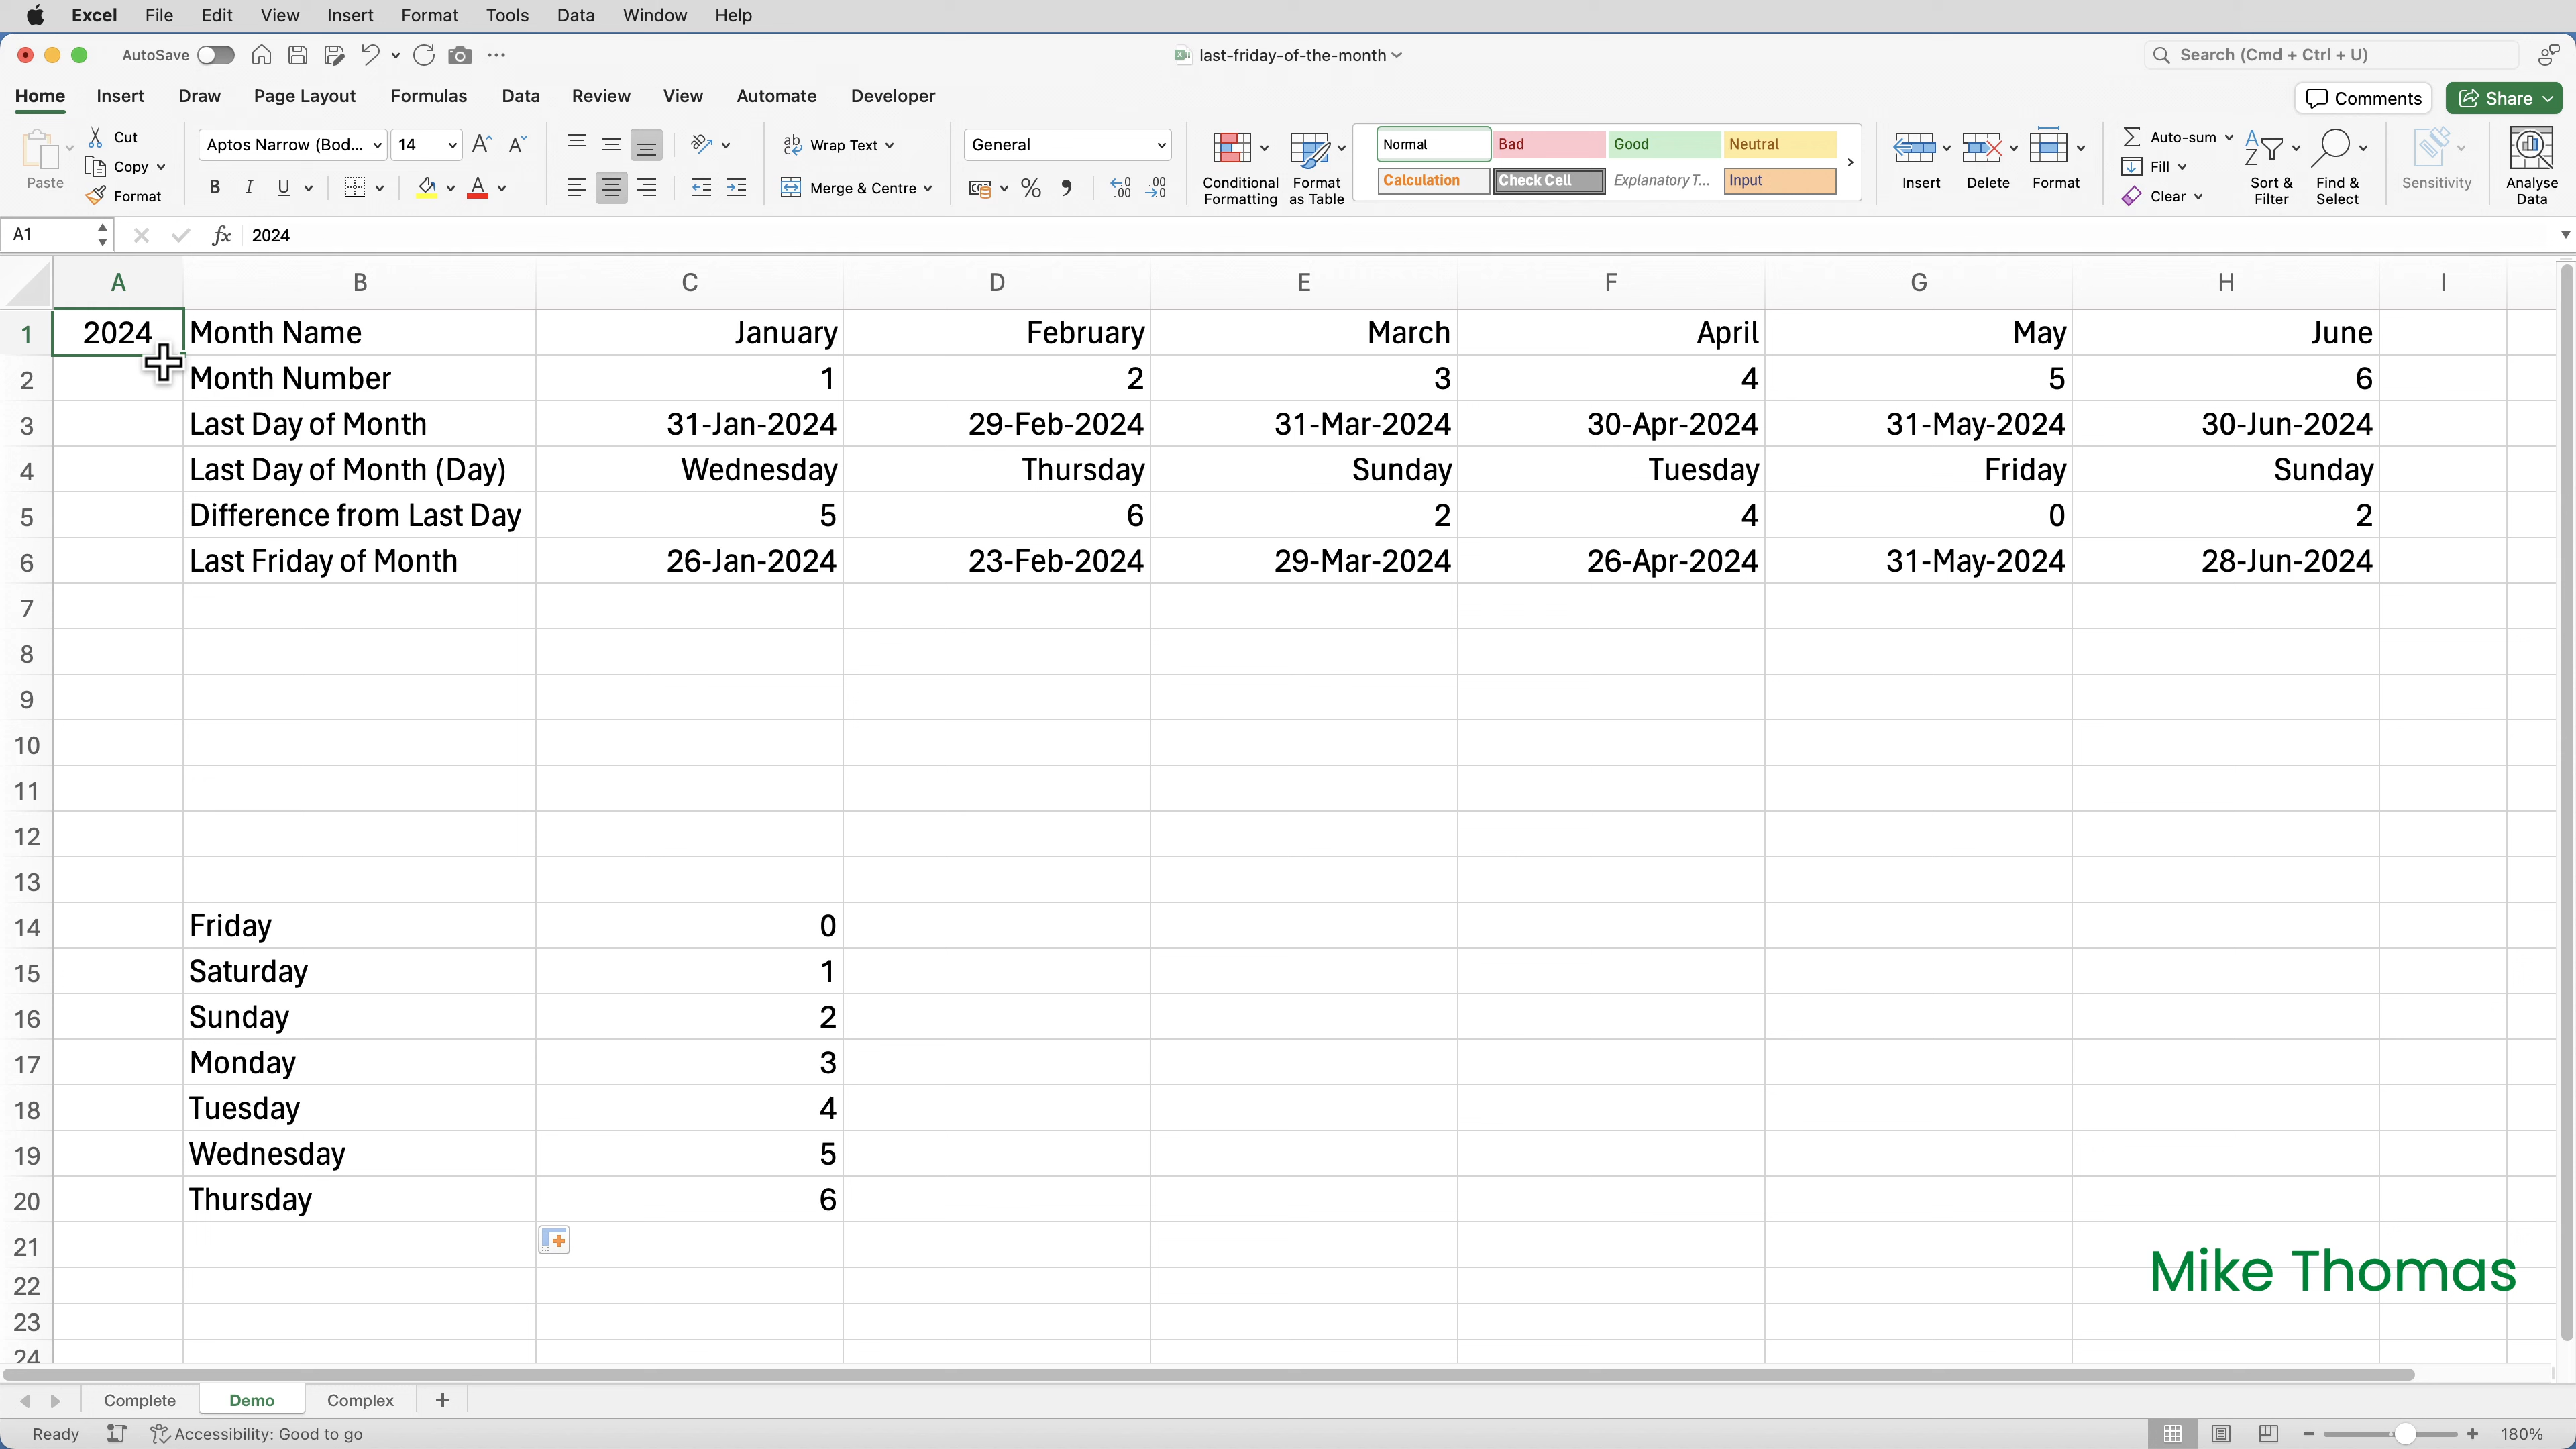 Excel File Edit View Insert Format Tools Data Window Help
AutoSave last-friday-of-the-month Search (Cmd + Ctrl + U)
Home Insert Draw Page Layout Formulas Data Review View Automate Developer Comments Share
Paste Cut Copy Format
Aptos Narrow (Bod... 14
B I U A
Wrap Text
Merge & Centre
General
Conditional Formatting
Format as Table
Normal Bad Good Neutral
Calculation Check Cell Explanatory T... Input
Insert Delete Format
Auto-sum
Fill
Clear
Sort & Filter
Find & Select
Sensitivity
Analyse Data
A1 fx 2024
A B C D E F G H I
1 2024 Month Name January February March April May June
2 Month Number 1 2 3 4 5 6
3 Last Day of Month 31-Jan-2024 29-Feb-2024 31-Mar-2024 30-Apr-2024 31-May-2024 30-Jun-2024
4 Last Day of Month (Day) Wednesday Thursday Sunday Tuesday Friday Sunday
5 Difference from Last Day 5 6 2 4 0 2
6 Last Friday of Month 26-Jan-2024 23-Feb-2024 29-Mar-2024 26-Apr-2024 31-May-2024 28-Jun-2024
7
8
9
10
11
12
13
14 Friday 0
15 Saturday 1
16 Sunday 2
17 Monday 3
18 Tuesday 4
19 Wednesday 5
20 Thursday 6
21
22
23
24
Mike Thomas
Complete Demo Complex +
Ready Accessibility: Good to go 180%